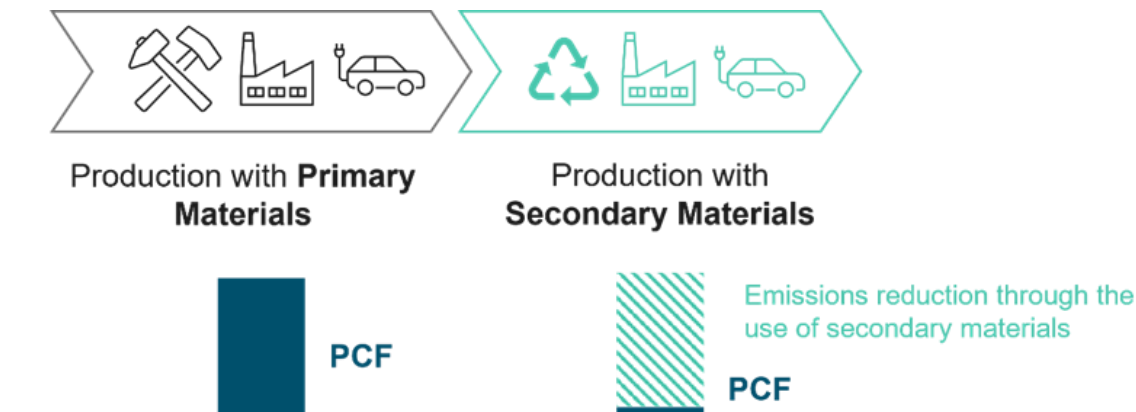 Production with Primary
Materials
Production with
Secondary Materials
PCF
Emissions reduction through the
use of secondary materials
PCF